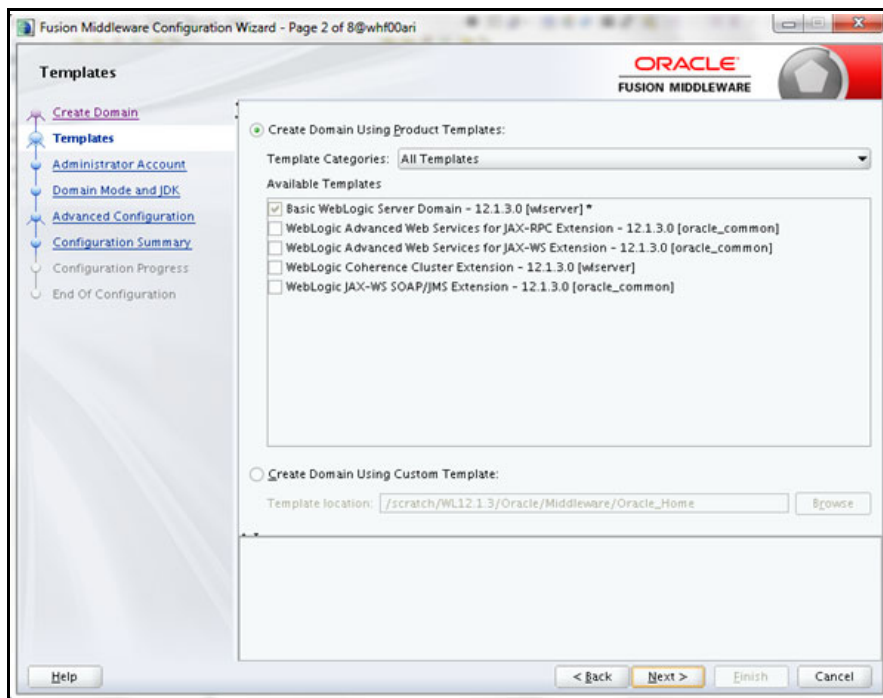 Fusion Middleware Configuration Wizard - Page 2 of 8@whf00ari
Templates
ORACLE
FUSION MIDDLEWARE
Create Domain
Templates
Administrator Account
Domain Mode and JDK
Advanced Configuration
Configuration Summary
Configuration Progress
End Of Configuration
Create Domain Using Product Templates:
Template Categories: All Templates
Available Templates
Basic WebLogic Server Domain - 12.1.3.0 [wlserver] *
WebLogic Advanced Web Services for JAX-RPC Extension - 12.1.3.0 [oracle_common]
WebLogic Advanced Web Services for JAX-WS Extension - 12.1.3.0 [oracle_common]
WebLogic Coherence Cluster Extension - 12.1.3.0 [wlserver]
WebLogic JAX-WS SOAP/JMS Extension - 12.1.3.0 [oracle_common]
Create Domain Using Custom Template:
Template location: /scratch/WL12.1.3/Oracle/Middleware/Oracle_Home Browse
Help < Back Next > Finish Cancel